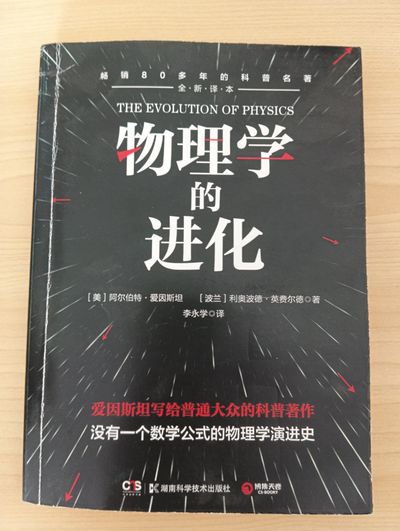 畅销80多年的科普名著
全·新·译·本
THE EVOLUTION OF PHYSICS
物理学
的
进化
[美]阿尔伯特·爱因斯坦 [波兰]利奥波德·英费尔德◎著
李永学◎译
爱因斯坦写给普通大众的科普著作
没有一个数学公式的物理学演进史
CTS 湖南科学技术出版社 博集天卷
CS-BOOKY